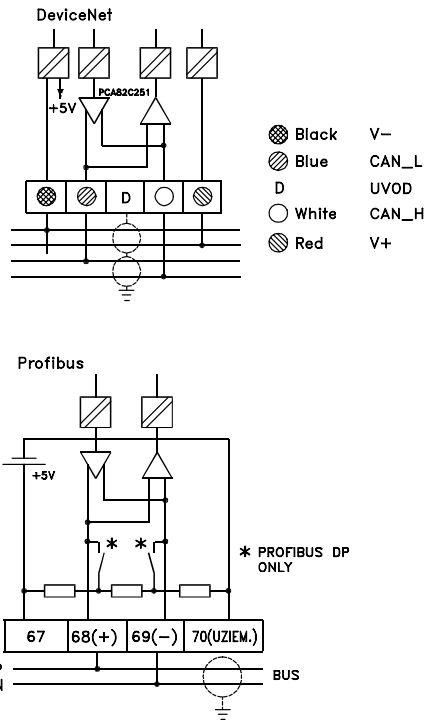 DeviceNet
PCA82C251
+5V
Black V-
Blue CAN_L
D UVOD
White CAN_H
Red V+
D
Profibus
+5V
* *
* PROFIBUS DP
ONLY
67 68(+) 69(-) 70(UZIEM.)
BUS